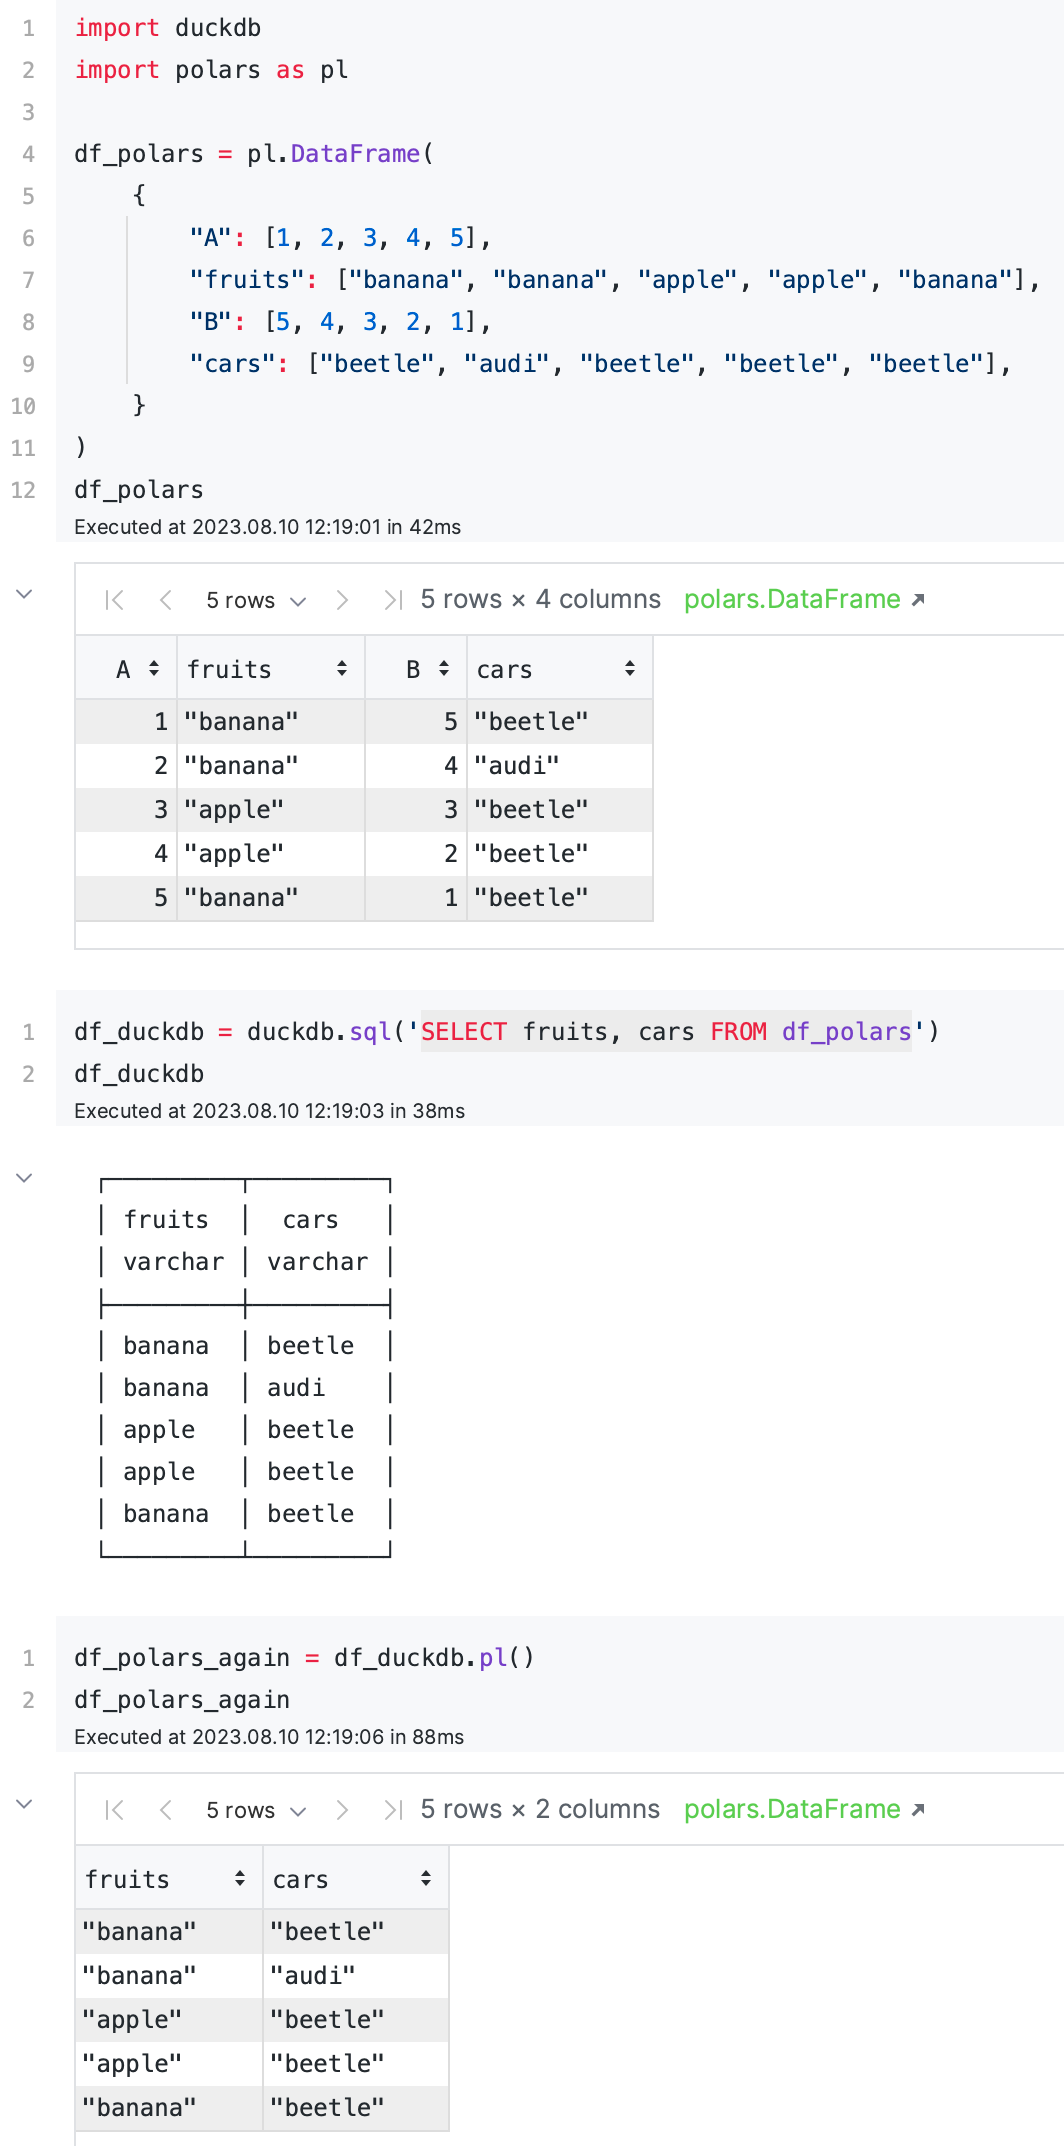 1 import duckdb
2 import polars as pl
3
4 df_polars = pl.DataFrame(
5     {
6         "A": [1, 2, 3, 4, 5],
7         "fruits": ["banana", "banana", "apple", "apple", "banana"],
8         "B": [5, 4, 3, 2, 1],
9         "cars": ["beetle", "audi", "beetle", "beetle", "beetle"],
10     }
11 )
12 df_polars
Executed at 2023.08.10 12:19:01 in 42ms
5 rows 5 rows × 4 columns polars.DataFrame
A fruits B cars
1 "banana" 5 "beetle"
2 "banana" 4 "audi"
3 "apple" 3 "beetle"
4 "apple" 2 "beetle"
5 "banana" 1 "beetle"
1 df_duckdb = duckdb.sql('SELECT fruits, cars FROM df_polars')
2 df_duckdb
Executed at 2023.08.10 12:19:03 in 38ms
fruits cars
varchar varchar
banana beetle
banana audi
apple beetle
apple beetle
banana beetle
1 df_polars_again = df_duckdb.pl()
2 df_polars_again
Executed at 2023.08.10 12:19:06 in 88ms
5 rows 5 rows × 2 columns polars.DataFrame
fruits cars
"banana" "beetle"
"banana" "audi"
"apple" "beetle"
"apple" "beetle"
"banana" "beetle"